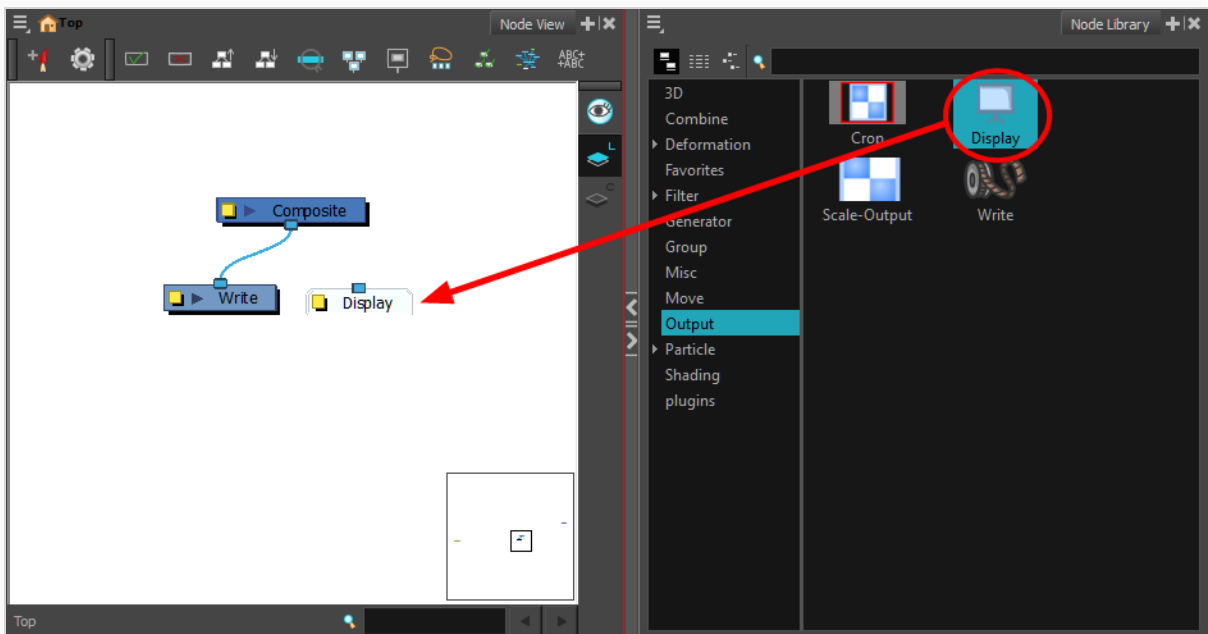 Top
Node View
ABC+
+ABC
L
C
Composite
Write
Display
Top
Node Library
3D
Combine
Deformation
Favorites
Filter
Generator
Group
Misc
Move
Output
Particle
Shading
plugins
Crop
Display
Scale-Output
Write